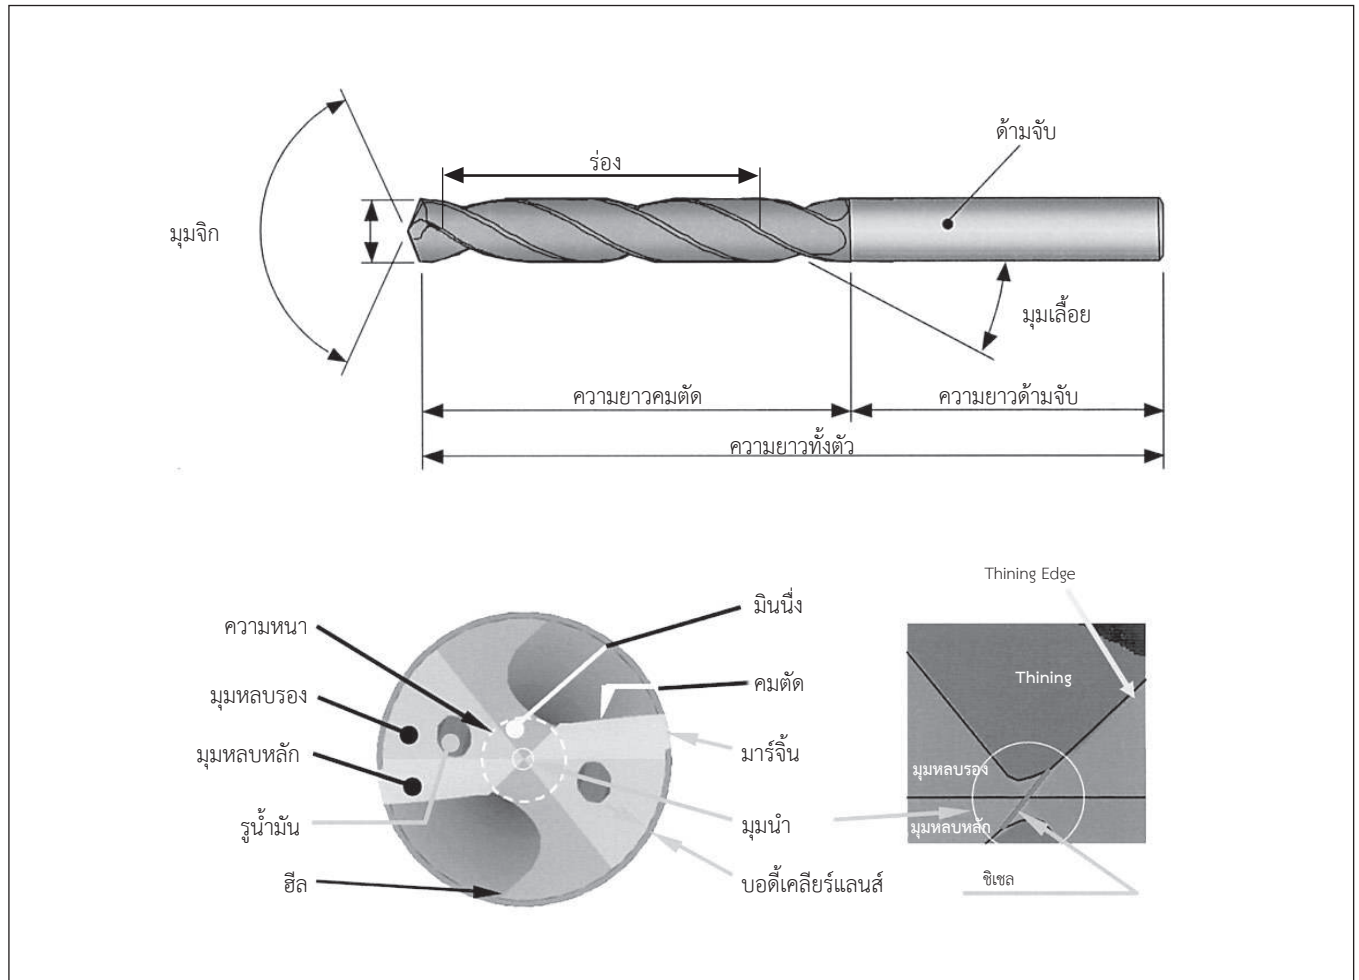 ด้ามจับ
ร่อง
มุมจิก
มุมเลื้อย
ความยาวคมตัด
ความยาวด้ามจับ
ความยาวทั้งตัว
Thining Edge
มินนิ่ง
ความหนา
มุมหลบรอง
คมตัด
Thining
มุมหลบหลัก
มาร์จิ้น
มุมหลบรอง
รูน้ำมัน
มุมนำ
มุมหลบหลัก
ฮีล
บอดี้เคลียร์แลนส์
ชิเซล